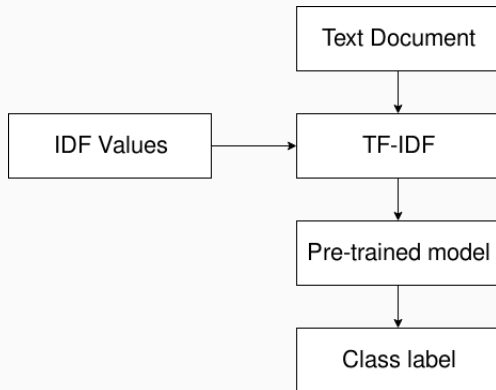 Text Document
IDF Values
TF-IDF
Pre-trained model
Class label